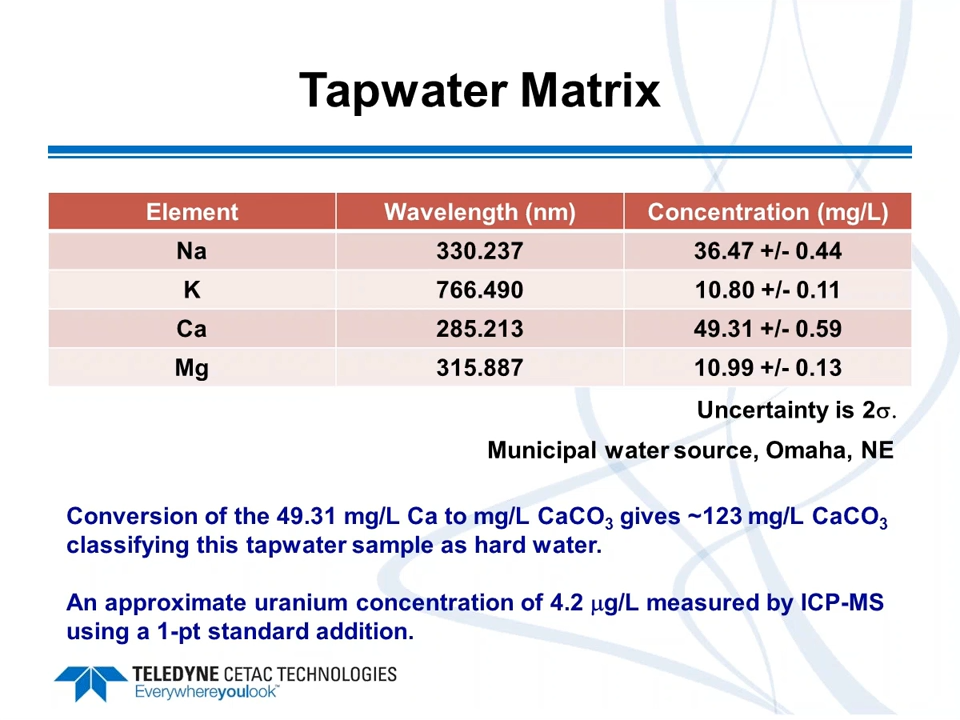 Tapwater Matrix
Element Wavelength (nm) Concentration (mg/L)
Na 330.237 36.47 +/- 0.44
K 766.490 10.80 +/- 0.11
Ca 285.213 49.31 +/- 0.59
Mg 315.887 10.99 +/- 0.13
Uncertainty is 2σ.
Municipal water source, Omaha, NE
Conversion of the 49.31 mg/L Ca to mg/L CaCO₃ gives ~123 mg/L CaCO₃
classifying this tapwater sample as hard water.
An approximate uranium concentration of 4.2 μg/L measured by ICP-MS
using a 1-pt standard addition.
TELEDYNE CETAC TECHNOLOGIES
Everywhereyoulook™